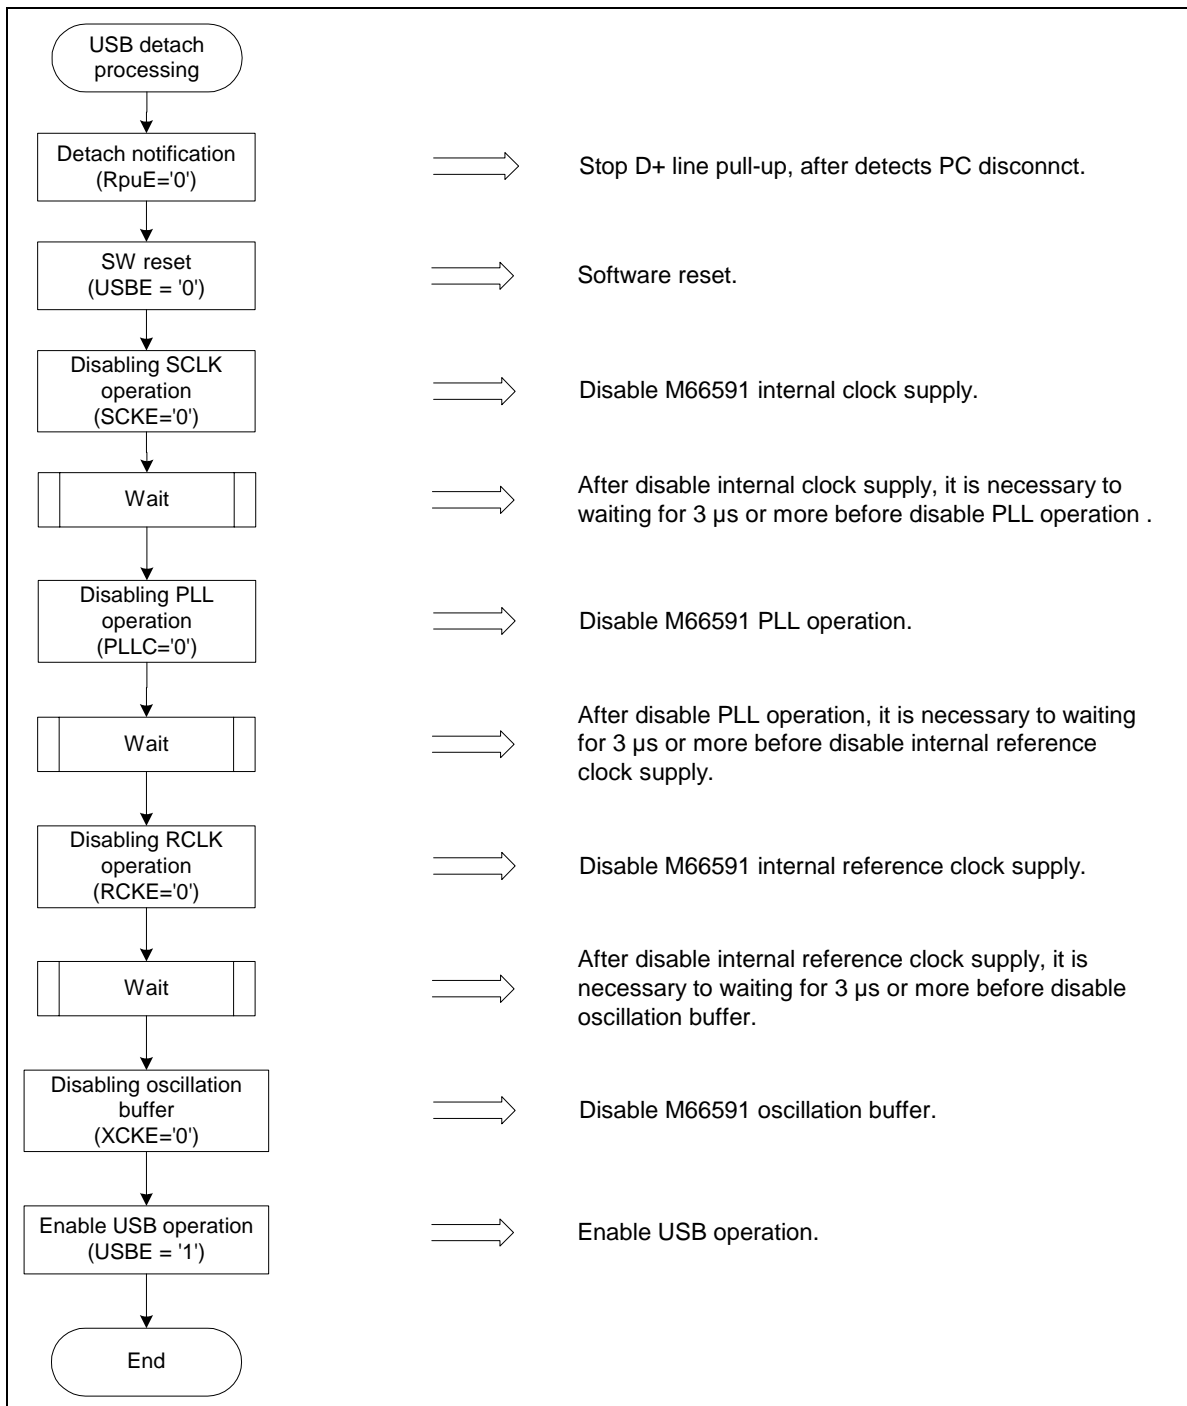 USB detach
processing
Detach notification
(RpuE='0')
Stop D+ line pull-up, after detects PC disconnct.
SW reset
(USBE = '0')
Software reset.
Disabling SCLK
operation
(SCKE='0')
Disable M66591 internal clock supply.
Wait
After disable internal clock supply, it is necessary to
waiting for 3 µs or more before disable PLL operation .
Disabling PLL
operation
(PLLC='0')
Disable M66591 PLL operation.
Wait
After disable PLL operation, it is necessary to waiting
for 3 µs or more before disable internal reference
clock supply.
Disabling RCLK
operation
(RCKE='0')
Disable M66591 internal reference clock supply.
Wait
After disable internal reference clock supply, it is
necessary to waiting for 3 µs or more before disable
oscillation buffer.
Disabling oscillation
buffer
(XCKE='0')
Disable M66591 oscillation buffer.
Enable USB operation
(USBE = '1')
Enable USB operation.
End